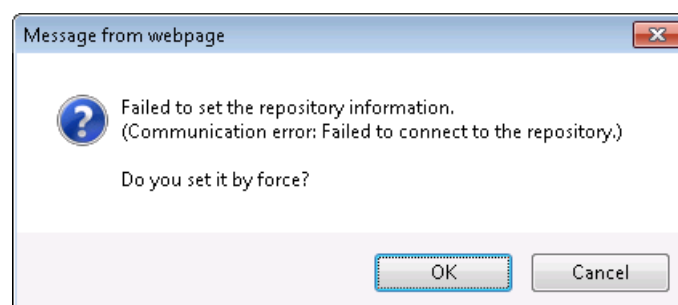 Message from webpage
Failed to set the repository information.
(Communication error: Failed to connect to the repository.)
Do you set it by force?
OK
Cancel